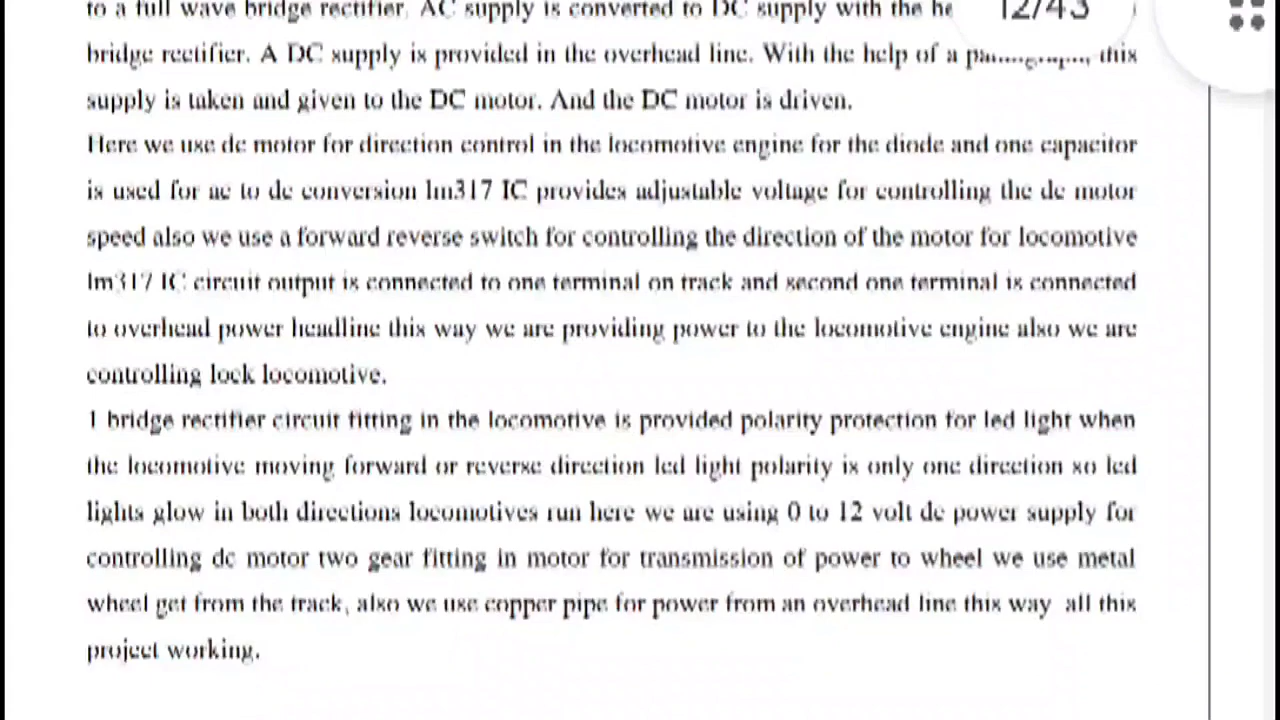 to a full wave bridge rectifier. AC supply is converted to DC supply with the 12/43
bridge rectifier. A DC supply is provided in the overhead line. With the help of a this
supply is taken and given to the DC motor. And the DC motor is driven.
Here we use dc motor for direction control in the locomotive engine for the diode and one capacitor
is used for ac to dc conversion lm317 IC provides adjustable voltage for controlling the dc motor
speed also we use a forward reverse switch for controlling the direction of the motor for locomotive
lm317 IC circuit output is connected to one terminal on track and second one terminal is connected
to overhead power headline this way we are providing power to the locomotive engine also we are
controlling lock locomotive.
1 bridge rectifier circuit fitting in the locomotive is provided polarity protection for led light when
the locomotive moving forward or reverse direction led light polarity is only one direction so led
lights glow in both directions locomotives run here we are using 0 to 12 volt dc power supply for
controlling dc motor two gear fitting in motor for transmission of power to wheel we use metal
wheel get from the track, also we use copper pipe for power from an overhead line this way all this
project working.